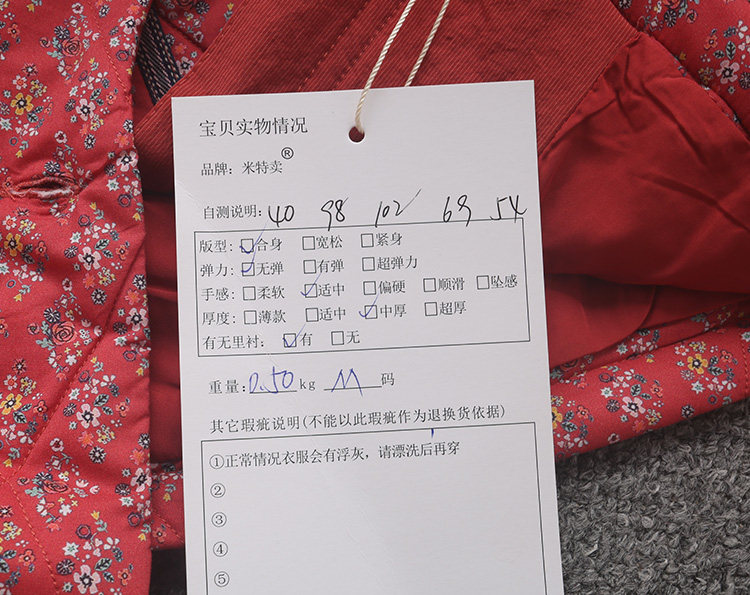 宝贝实物情况
品牌：米特卖®
自测说明：40 98 102 69 54
版型：☑合身 □宽松 □紧身
弹力：☑无弹 □有弹 □超弹力
手感：□柔软 ☑适中 □偏硬 □顺滑 □坠感
厚度：□薄款 □适中 ☑中厚 □超厚
有无里衬：☑有 □无
重量：0.50kg M码
其它瑕疵说明(不能以此瑕疵作为退换货依据)
①正常情况衣服会有浮灰，请漂洗后再穿
②
③
④
⑤